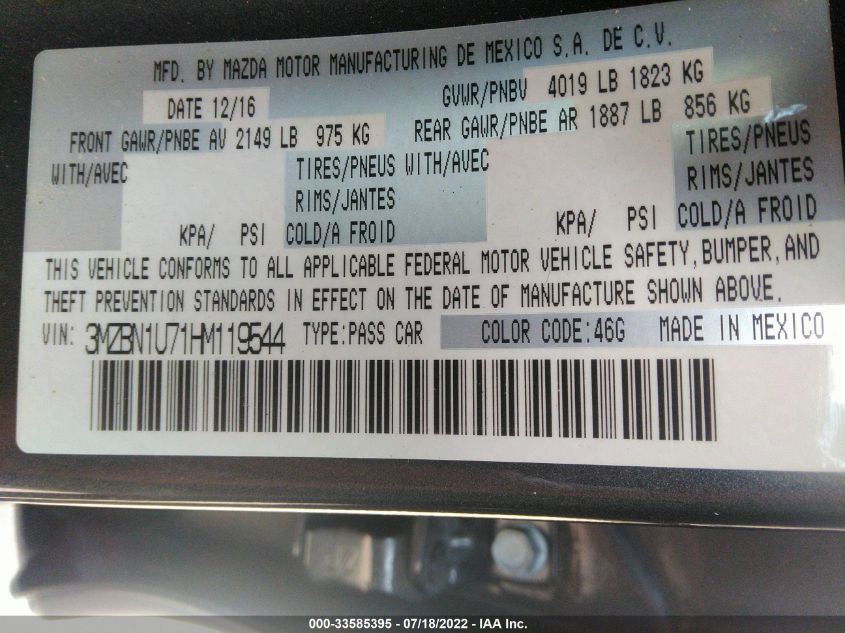 MFD. BY MAZDA MOTOR MANUFACTURING DE MEXICO S.A. DE C.V.
DATE 12/16 GVWR/PNBV 4019 LB 1823 KG
FRONT GAWR/PNBE AV 2149 LB 975 KG REAR GAWR/PNBE AR 1887 LB 856 KG
WITH/AVEC TIRES/PNEUS WITH/AVEC TIRES/PNEUS
RIMS/JANTES RIMS/JANTES
KPA/ PSI COLD/A FROID KPA/ PSI COLD/A FROID
THIS VEHICLE CONFORMS TO ALL APPLICABLE FEDERAL MOTOR VEHICLE SAFETY, BUMPER, AND
THEFT PREVENTION STANDARDS IN EFFECT ON THE DATE OF MANUFACTURE SHOWN ABOVE.
VIN: 3MZBN1U71HM119544 TYPE:PASS CAR COLOR CODE:46G MADE IN MEXICO
000-33585395 - 07/18/2022 - IAA Inc.